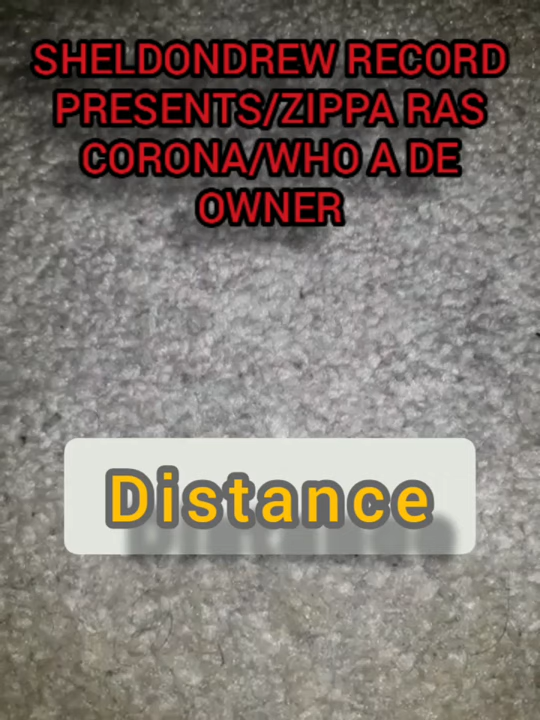 SHELDONDREW RECORD
PRESENTS/ZIPPA RAS
CORONA/WHO A DE
OWNER
Distance